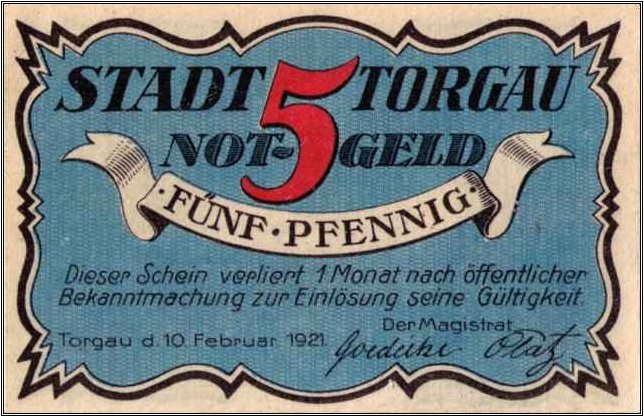 STADT 5 TORGAU
NOT-GELD
·FÜNF·PFENNIG·
Dieser Schein verliert 1 Monat nach öffentlicher
Bekanntmachung zur Einlösung seine Gültigkeit.
Der Magistrat
Torgau d. 10. Februar 1921.